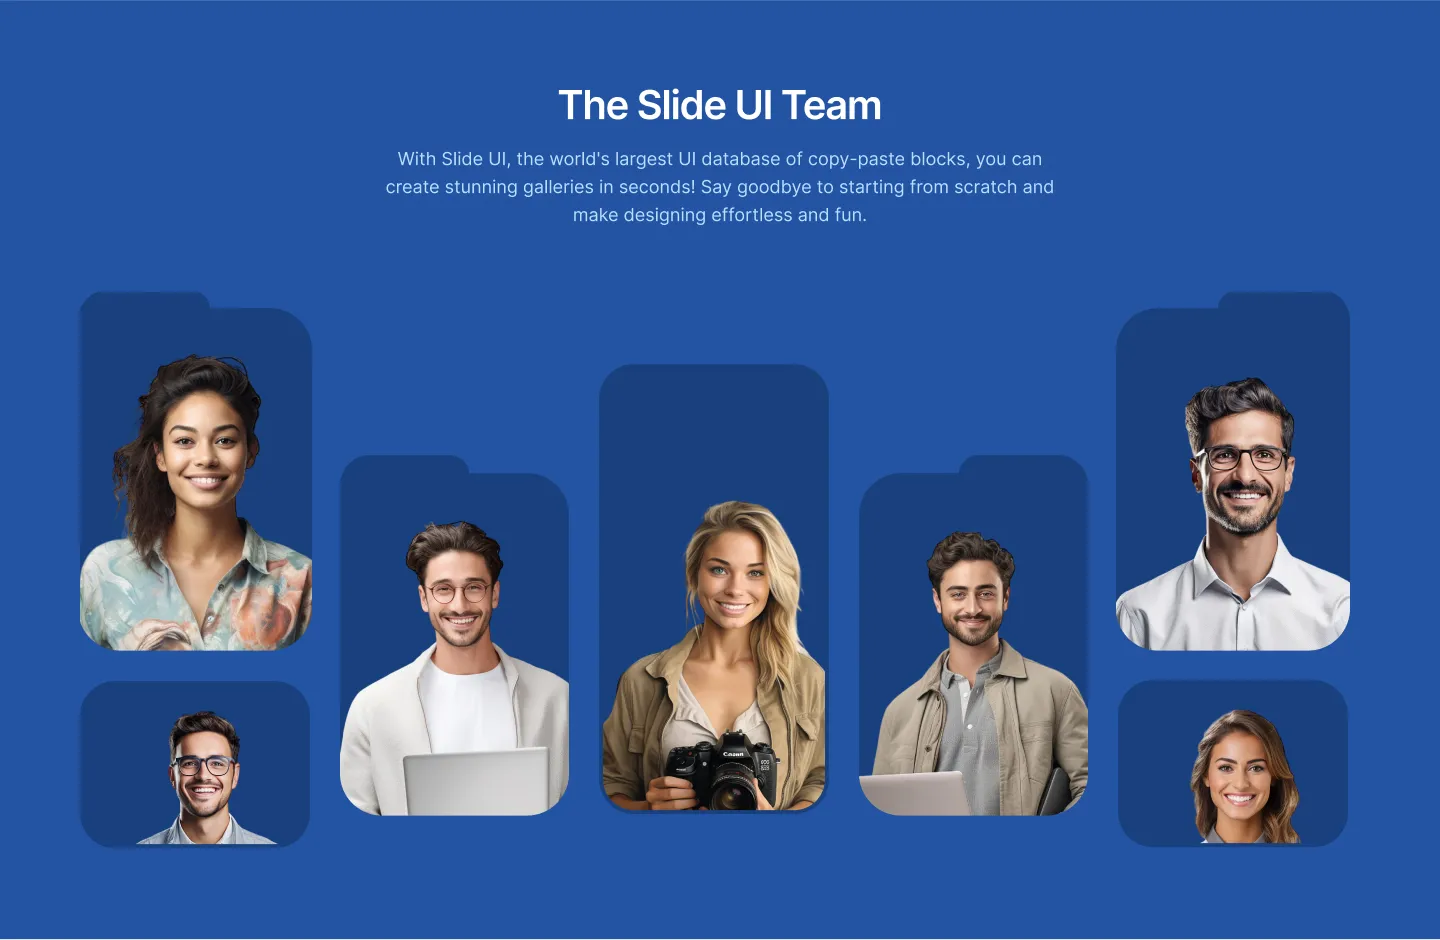 The Slide UI Team
With Slide UI, the world's largest UI database of copy-paste blocks, you can
create stunning galleries in seconds! Say goodbye to starting from scratch and
make designing effortless and fun.
Canon